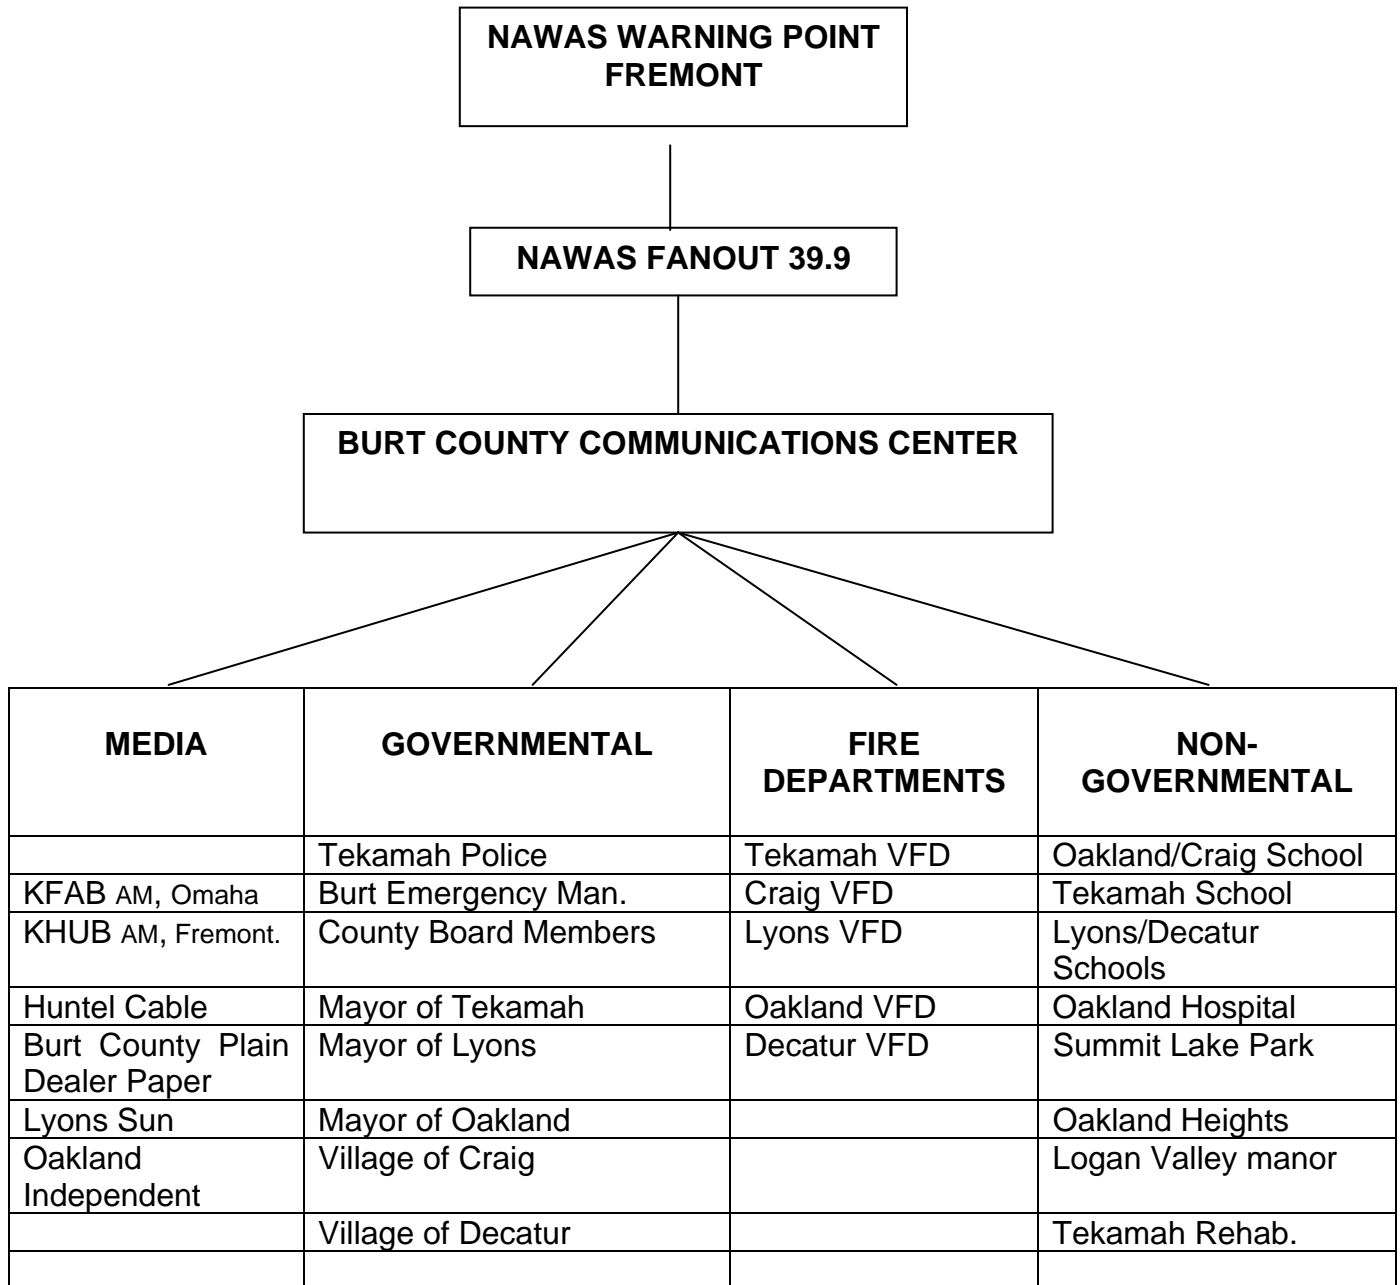 NAWAS WARNING POINT
FREMONT
NAWAS FANOUT 39.9
BURT COUNTY COMMUNICATIONS CENTER
MEDIA
GOVERNMENTAL
FIRE
DEPARTMENTS
NON-
GOVERNMENTAL
Tekamah Police
Tekamah VFD
Oakland/Craig School
KFAB AM, Omaha
Burt Emergency Man.
Craig VFD
Tekamah School
KHUB AM, Fremont.
County Board Members
Lyons VFD
Lyons/Decatur
Schools
Huntel Cable
Mayor of Tekamah
Oakland VFD
Oakland Hospital
Burt County Plain
Dealer Paper
Mayor of Lyons
Decatur VFD
Summit Lake Park
Lyons Sun
Mayor of Oakland
Oakland Heights
Oakland
Independent
Village of Craig
Logan Valley manor
Village of Decatur
Tekamah Rehab.